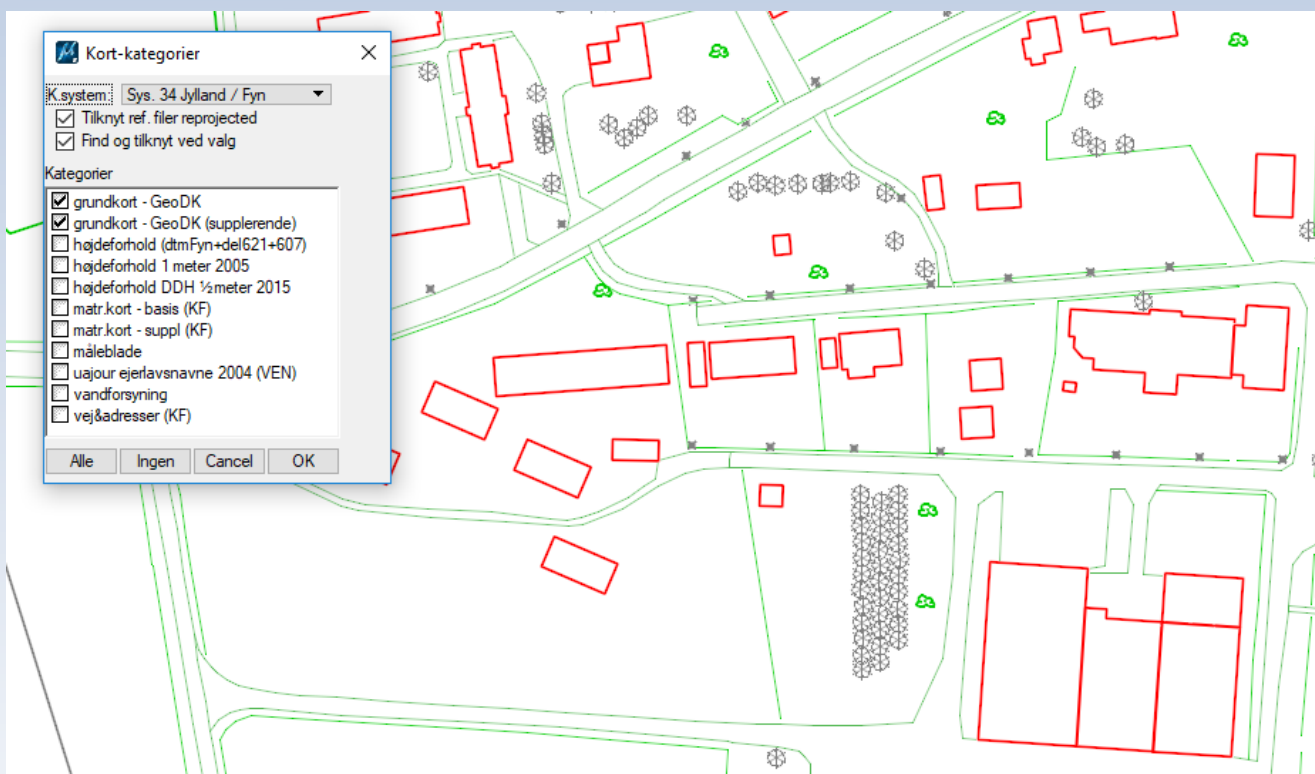 Kort-kategorier
K.system: Sys. 34 Jylland / Fyn
Tilknyt ref. filer reprojected
Find og tilknyt ved valg
Kategorier
grundkort - GeoDK
grundkort - GeoDK (supplerende)
højdeforhold (dtmFyn+del621+607)
højdeforhold 1 meter 2005
højdeforhold DDH ½meter 2015
matr.kort - basis (KF)
matr.kort - suppl (KF)
måleblade
uajour ejerlavsnavne 2004 (VEN)
vandforsyning
vej&adresser (KF)
Alle Ingen Cancel OK